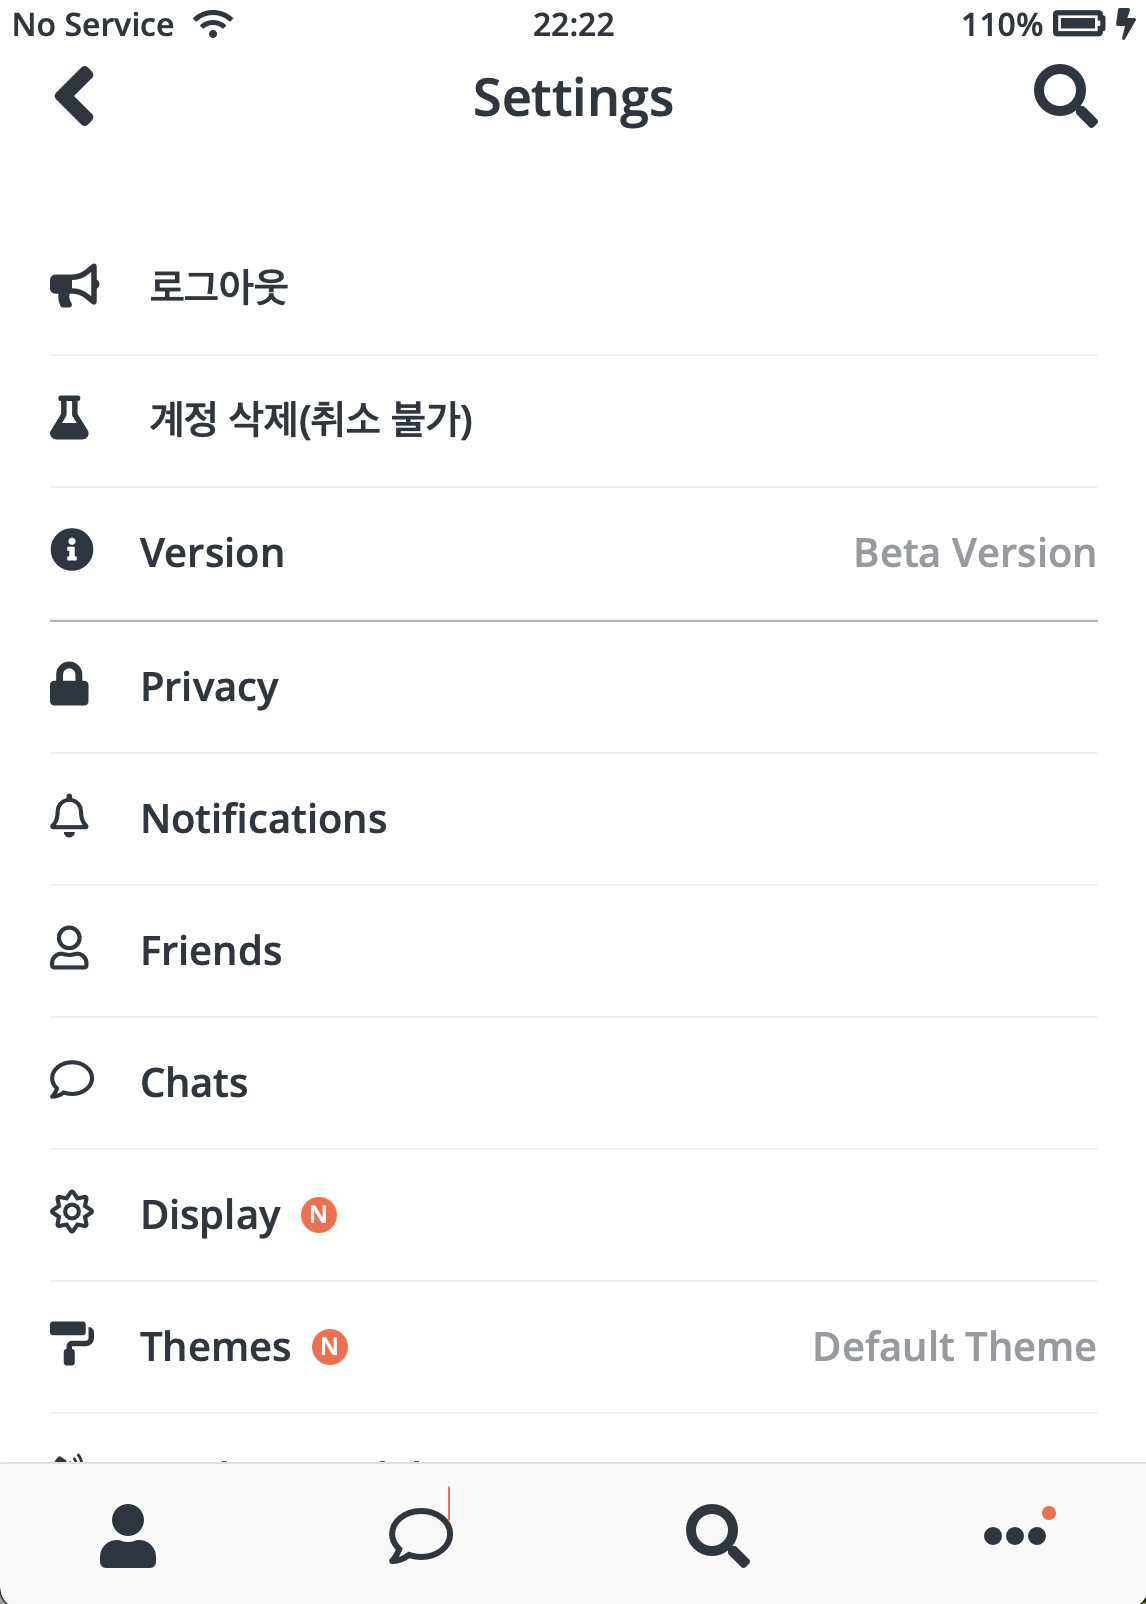 No Service 22:22 110%
Settings
로그아웃
계정 삭제(취소 불가)
Version Beta Version
Privacy
Notifications
Friends
Chats
Display N
Themes N Default Theme